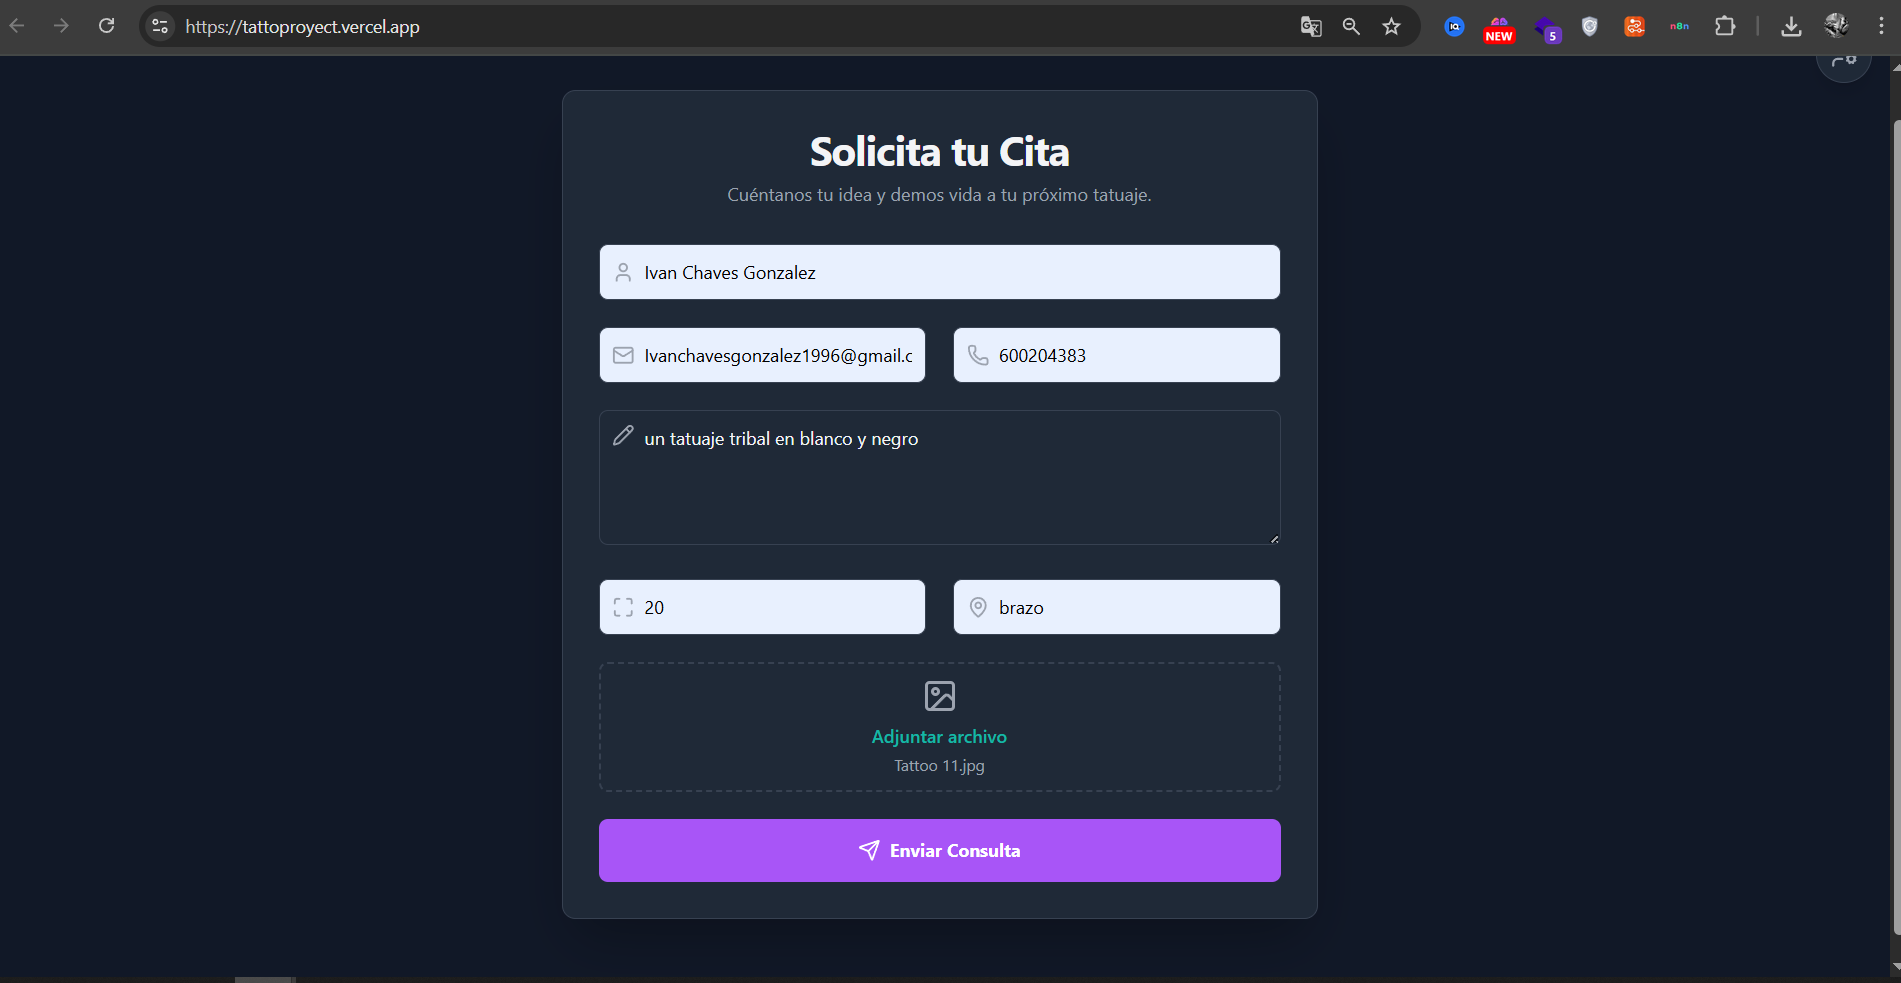 https://tattoproyect.vercel.app
NEW
5
n8n
Solicita tu Cita
Cuéntanos tu idea y demos vida a tu próximo tatuaje.
Ivan Chaves Gonzalez
Ivanchavesgonzalez1996@gmail.c
600204383
un tatuaje tribal en blanco y negro
20
brazo
Adjuntar archivo
Tattoo 11.jpg
Enviar Consulta